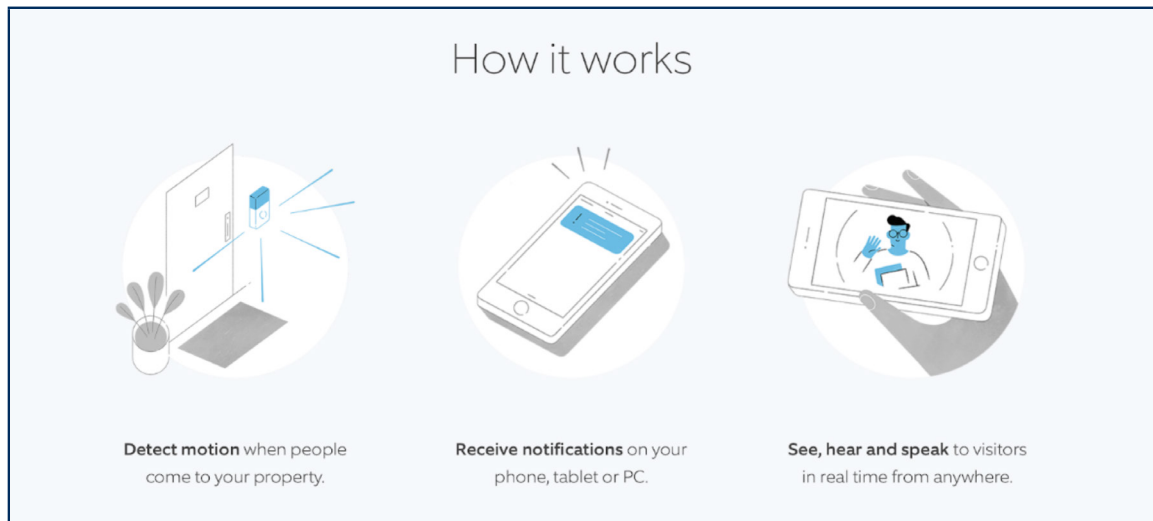 How it works
Detect motion when people
come to your property.
Receive notifications on your
phone, tablet or PC.
See, hear and speak to visitors
in real time from anywhere.